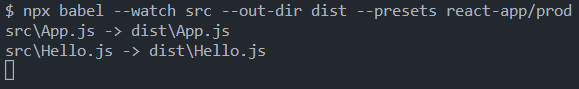 $ npx babel --watch src --out-dir dist --presets react-app/prod
src\App.js -> dist\App.js
src\Hello.js -> dist\Hello.js